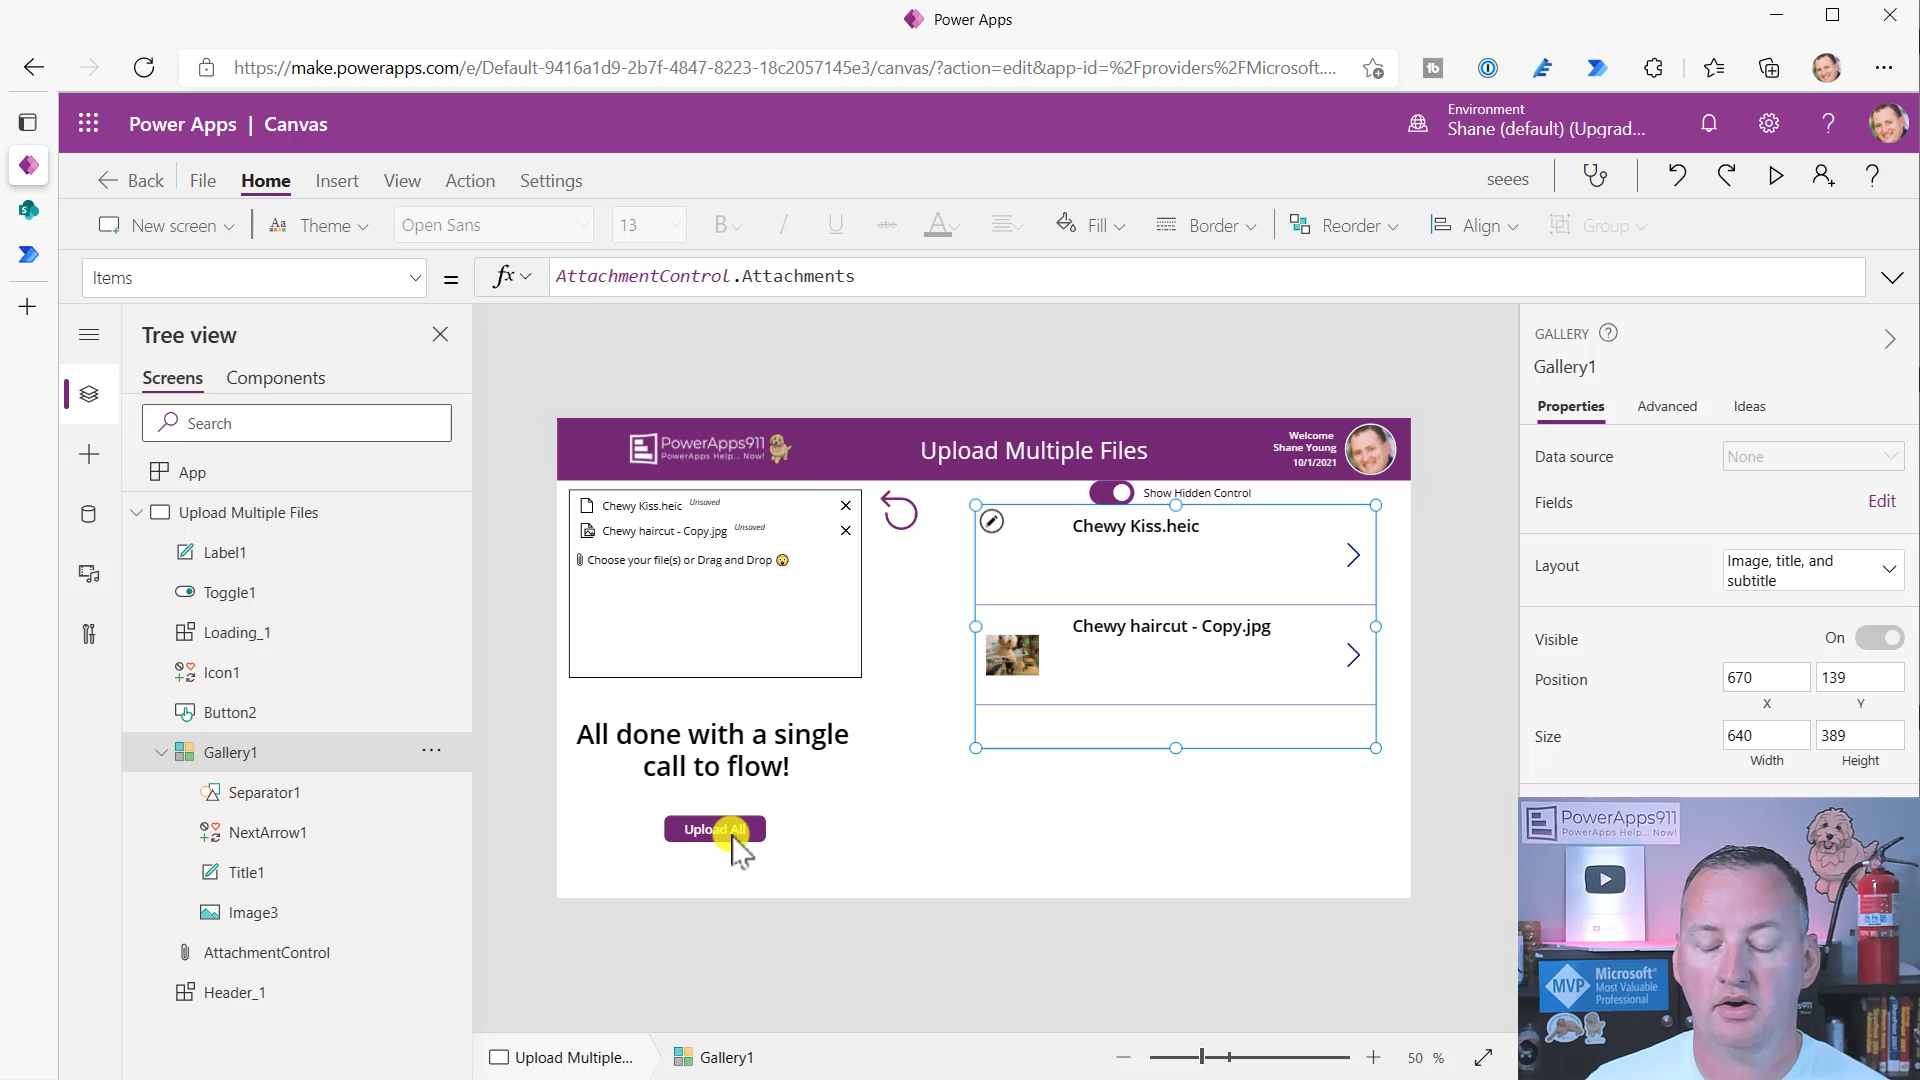 Power Apps
https://make.powerapps.com/e/Default-9416a1d9-2b7f-4847-8223-18c2057145e3/canvas/?action=edit&app-id=%2Fproviders%2FMicrosoft....
Power Apps | Canvas
Environment
Shane (default) (Upgrad...
Back
File
Home
Insert
View
Action
Settings
seees
New screen
Theme
Open Sans
13
B
Fill
Border
Reorder
Align
Group
Items
=
fx
AttachmentControl.Attachments
Tree view
Screens
Components
Search
App
Upload Multiple Files
Label1
Toggle1
Loading_1
Icon1
Button2
Gallery1
Separator1
NextArrow1
Title1
Image3
AttachmentControl
Header_1
PowerApps911
PowerApps Help... Now!
Upload Multiple Files
Welcome
Shane Young
10/1/2021
Chewy Kiss.heic Unsaved
Chewy haircut - Copy.jpg Unsaved
Choose your file(s) or Drag and Drop 😲
Show Hidden Control
Chewy Kiss.heic
Chewy haircut - Copy.jpg
All done with a single
call to flow!
Upload All
Upload Multiple...
Gallery1
50 %
GALLERY
Gallery1
Properties
Advanced
Ideas
Data source
None
Fields
Edit
Layout
Image, title, and
subtitle
Visible
On
Position
670
139
X
Y
Size
640
389
Width
Height
PowerApps911
PowerApps Help... Now!
MVP
Microsoft
Most Valuable
Professional